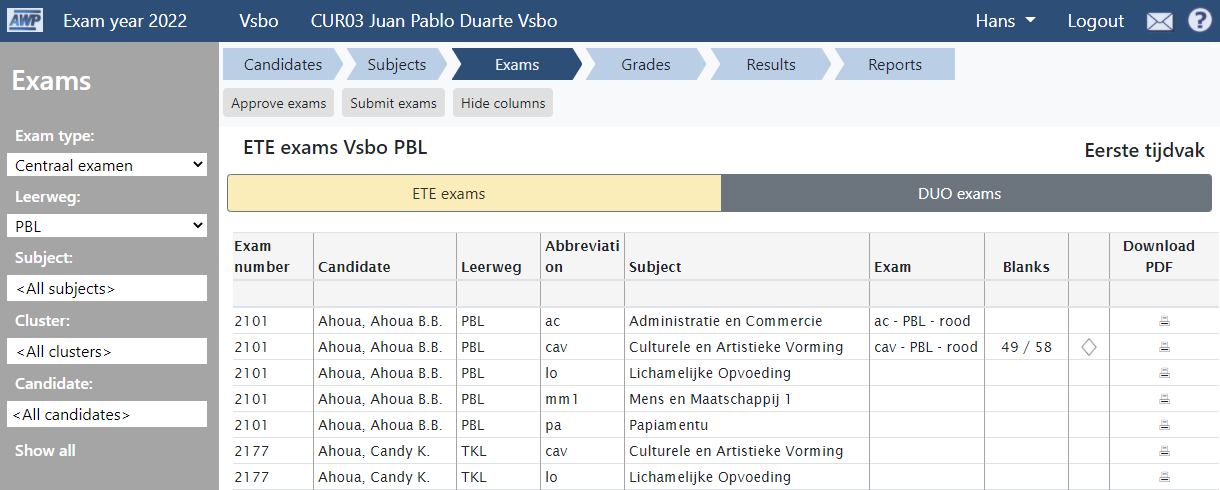 AWP Exam year 2022 Vsbo CUR03 Juan Pablo Duarte Vsbo Hans Logout ?
Exams
Exam type:
Centraal examen
Leerweg:
PBL
Subject:
<All subjects>
Cluster:
<All clusters>
Candidate:
<All candidates>
Show all
Candidates Subjects Exams Grades Results Reports
Approve exams Submit exams Hide columns
ETE exams Vsbo PBL Eerste tijdvak
ETE exams DUO exams
Exam number Candidate Leerweg Abbreviati on Subject Exam Blanks Download PDF
2101 Ahoua, Ahoua B.B. PBL ac Administratie en Commercie ac - PBL - rood
2101 Ahoua, Ahoua B.B. PBL cav Culturele en Artistieke Vorming cav - PBL - rood 49 / 58
2101 Ahoua, Ahoua B.B. PBL lo Lichamelijke Opvoeding
2101 Ahoua, Ahoua B.B. PBL mm1 Mens en Maatschappij 1
2101 Ahoua, Ahoua B.B. PBL pa Papiamentu
2177 Ahoua, Candy K. TKL cav Culturele en Artistieke Vorming
2177 Ahoua, Candy K. TKL lo Lichamelijke Opvoeding